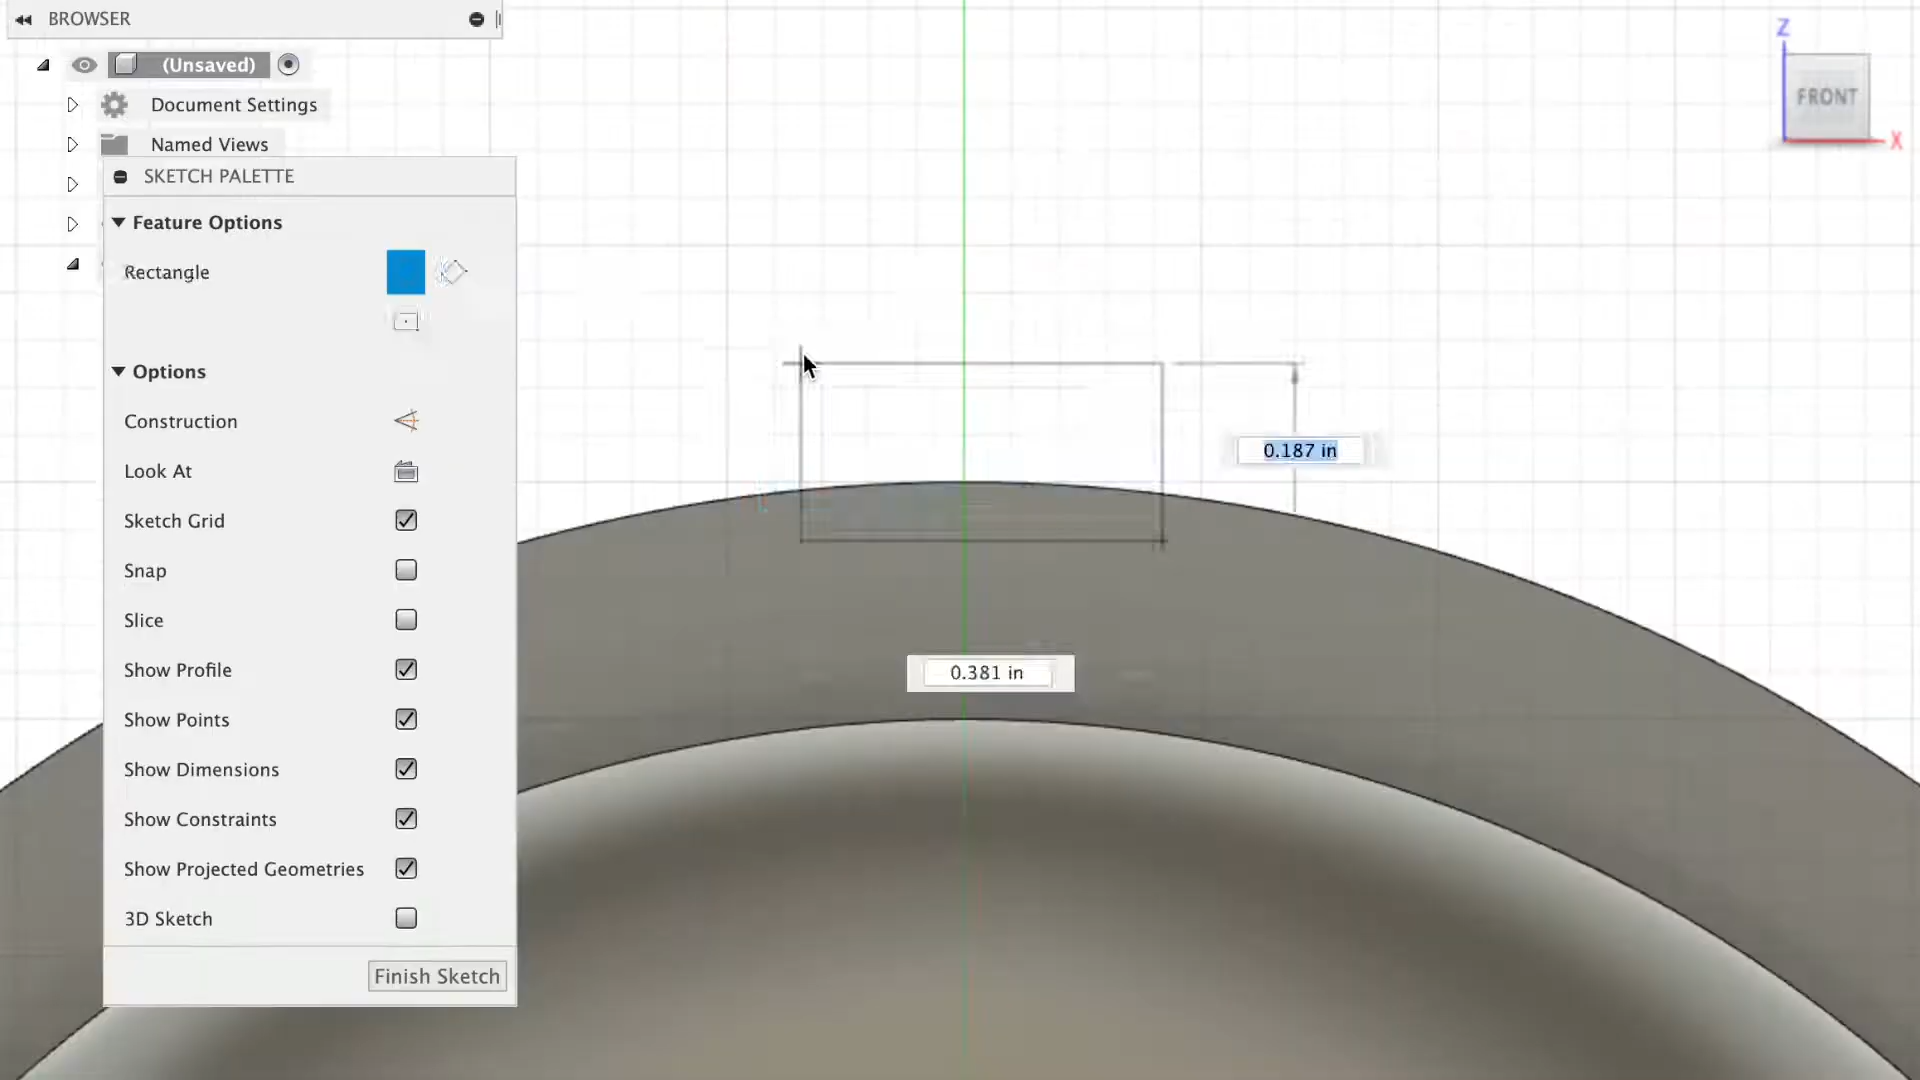 BROWSER
(Unsaved)
Document Settings
Named Views
SKETCH PALETTE
Feature Options
Rectangle
Options
Construction
Look At
Sketch Grid
Snap
Slice
Show Profile
Show Points
Show Dimensions
Show Constraints
Show Projected Geometries
3D Sketch
Finish Sketch
0.187 in
0.381 in
Z
FRONT
X